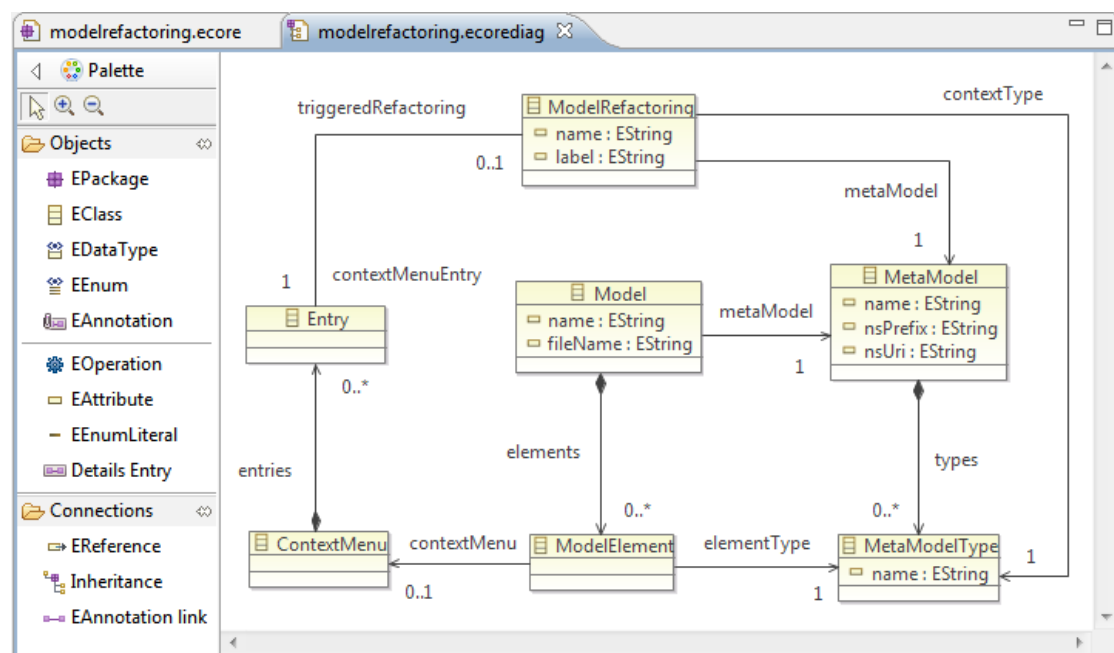 modelrefactoring.ecore
modelrefactoring.ecorediag
Palette
Objects
EPackage
EClass
EDataType
EEnum
EAnnotation
EOperation
EAttribute
EEnumLiteral
Details Entry
Connections
EReference
Inheritance
EAnnotation link
triggeredRefactoring
0..1
ModelRefactoring
name : EString
label : EString
contextType
metaModel
1
1
contextMenuEntry
Entry
0..*
Model
name : EString
fileName : EString
metaModel
1
MetaModel
name : EString
nsPrefix : EString
nsUri : EString
entries
elements
0..*
types
0..*
ContextMenu
contextMenu
0..1
ModelElement
elementType
1
MetaModelType
name : EString
1